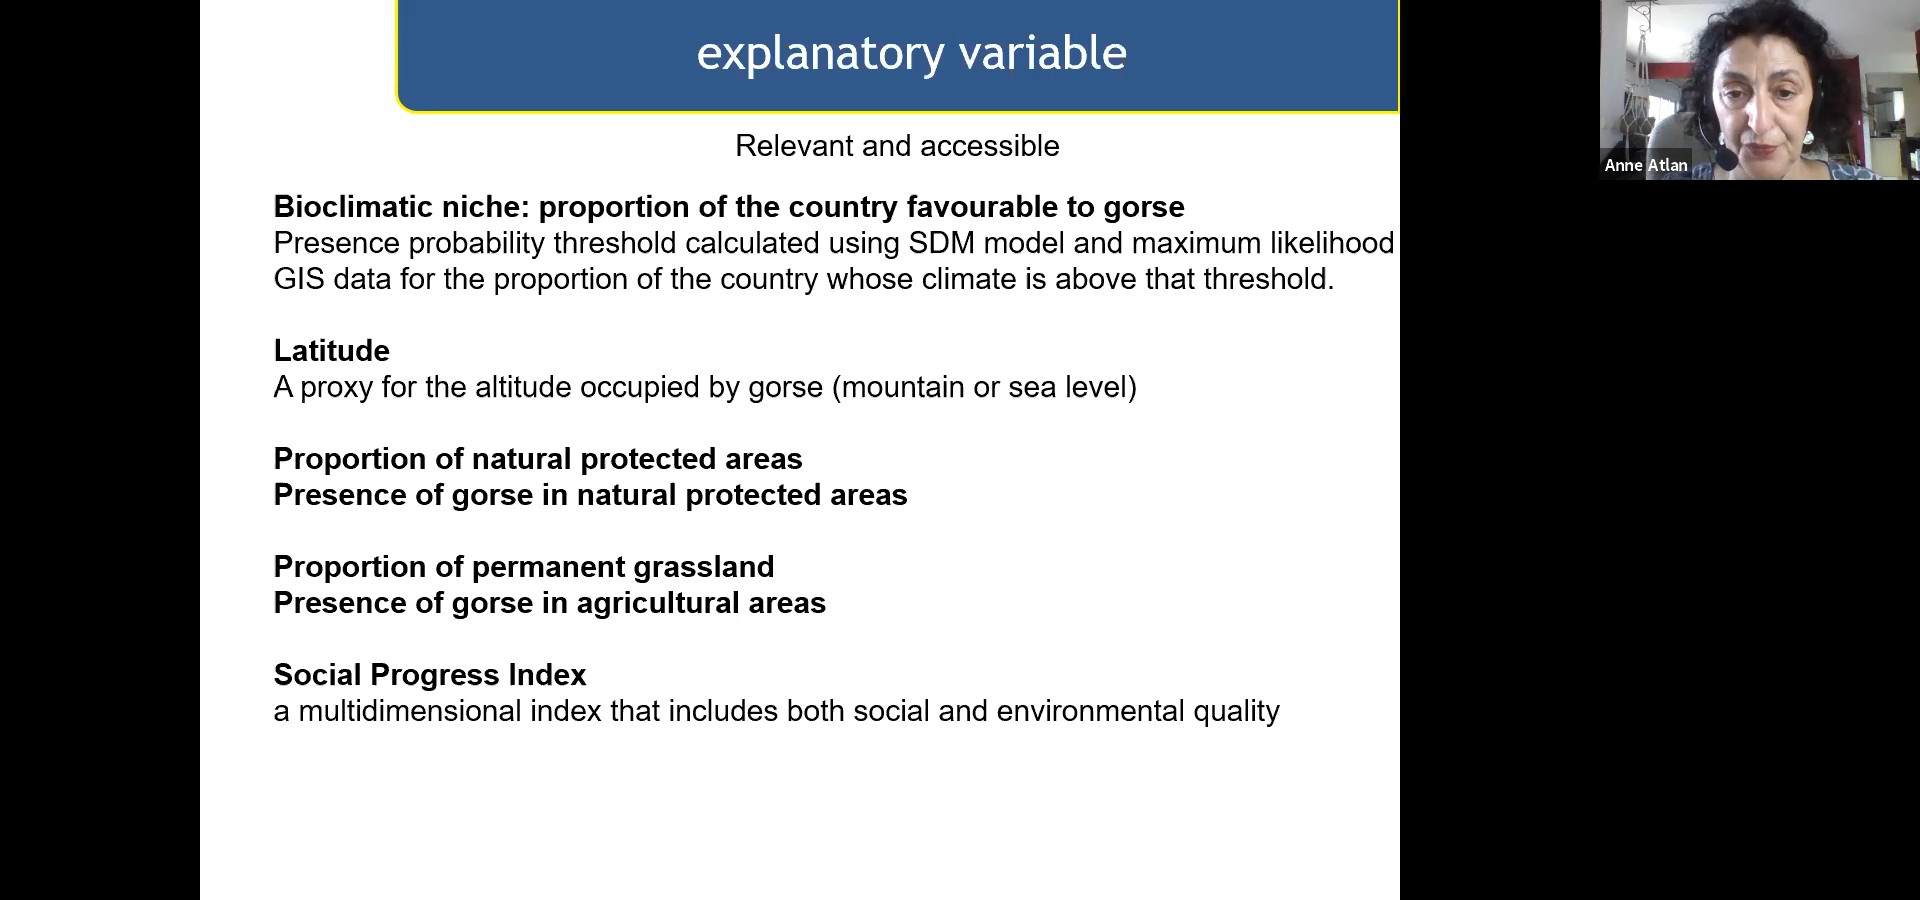 explanatory variable
Relevant and accessible
Bioclimatic niche: proportion of the country favourable to gorse
Presence probability threshold calculated using SDM model and maximum likelihood
GIS data for the proportion of the country whose climate is above that threshold.
Latitude
A proxy for the altitude occupied by gorse (mountain or sea level)
Proportion of natural protected areas
Presence of gorse in natural protected areas
Proportion of permanent grassland
Presence of gorse in agricultural areas
Social Progress Index
a multidimensional index that includes both social and environmental quality
Anne Atlan